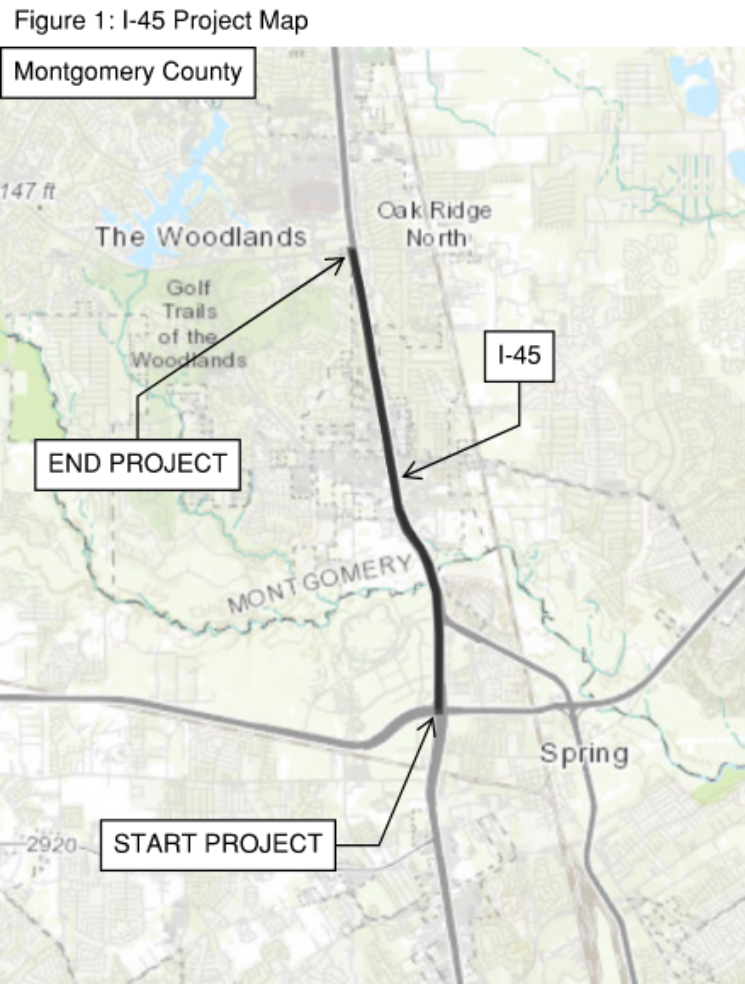 Figure 1: I-45 Project Map
Montgomery County
147 ft
The Woodlands
Oak Ridge
North
Golf
Trails
of the
Woodlands
I-45
END PROJECT
MONTGOMERY
Spring
START PROJECT
2920